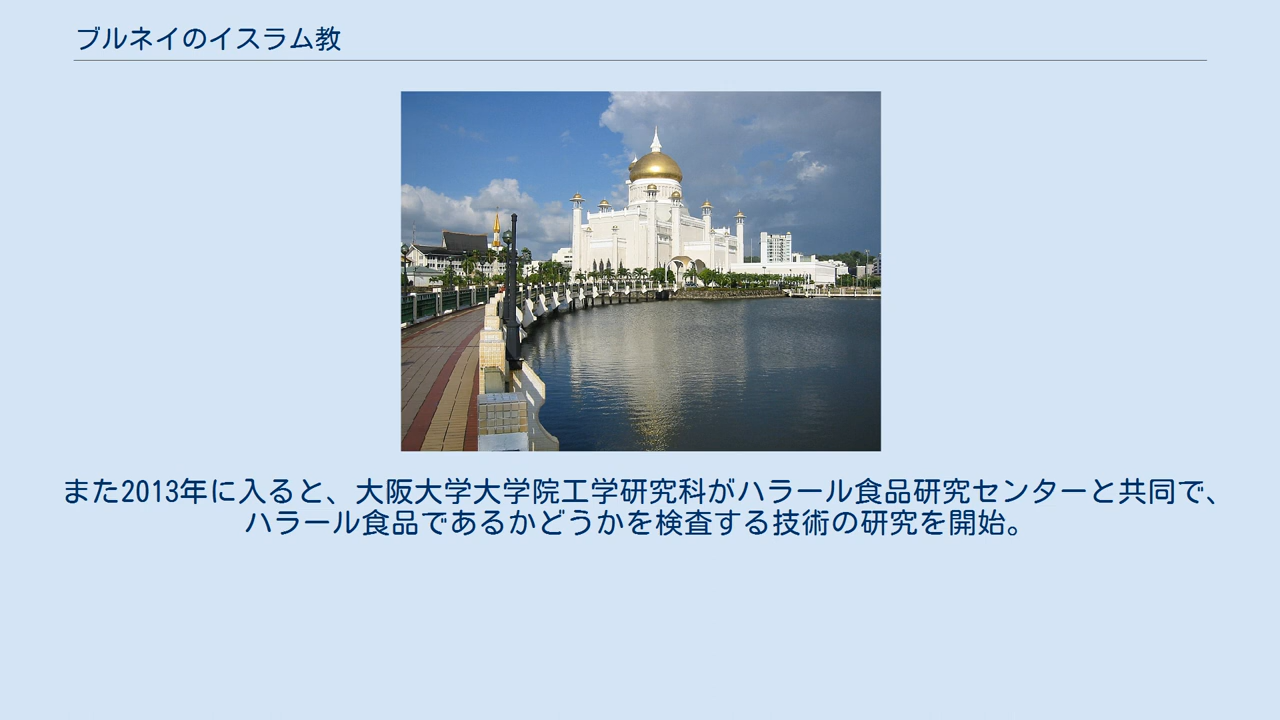 ブルネイのイスラム教
また2013年に入ると、大阪大学大学院工学研究科がハラール食品研究センターと共同で、
ハラール食品であるかどうかを検査する技術の研究を開始。